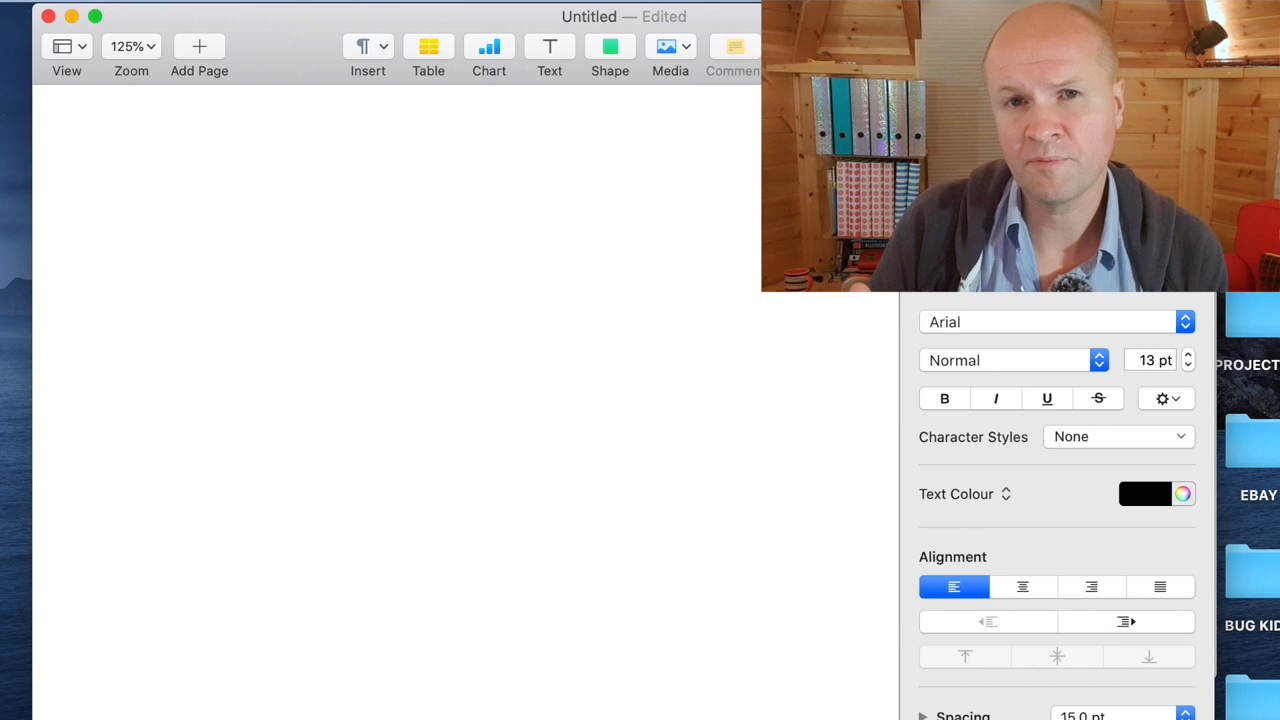 Untitled — Edited
125%
View
Zoom
Add Page
Insert
Table
Chart
Text
Shape
Media
Commen
Arial
Normal
13 pt
B I U S
Character Styles
None
Text Colour
Alignment
Spacing
15.0 pt
PROJECT
EBAY
BUG KID